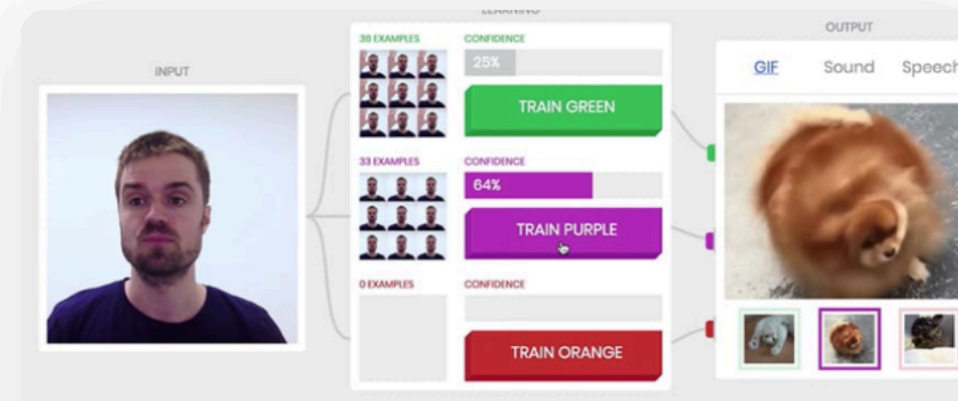 LEARNING
INPUT
36 EXAMPLES
CONFIDENCE
25%
TRAIN GREEN
33 EXAMPLES
CONFIDENCE
64%
TRAIN PURPLE
0 EXAMPLES
CONFIDENCE
TRAIN ORANGE
OUTPUT
GIF Sound Speech